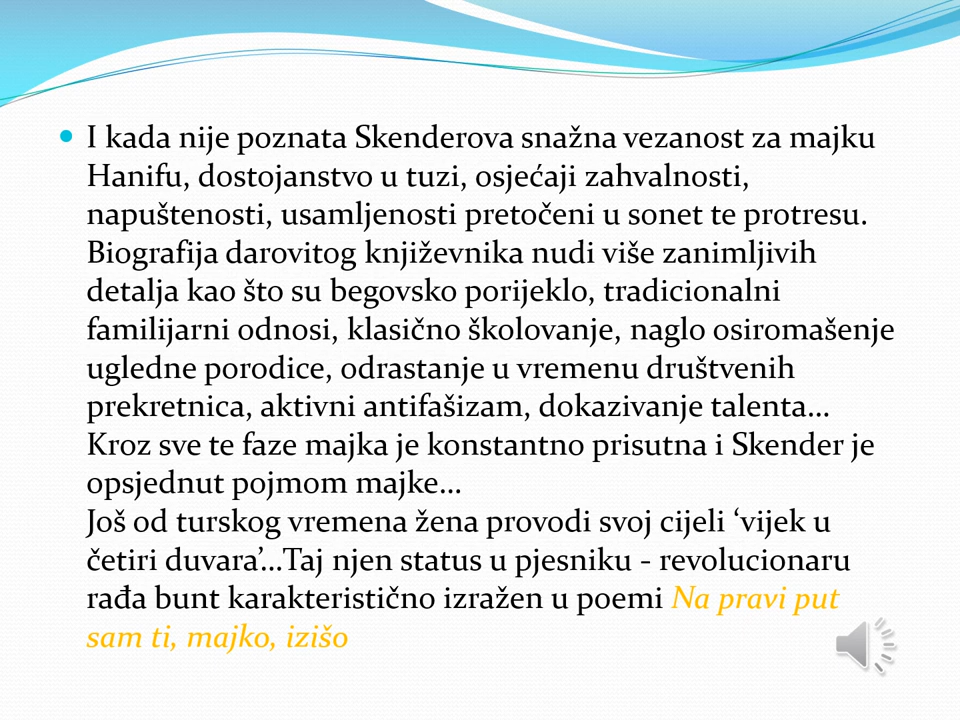 I kada nije poznata Skenderova snažna vezanost za majku
Hanifu, dostojanstvo u tuzi, osjećaji zahvalnosti,
napuštenosti, usamljenosti pretočeni u sonet te protresu.
Biografija darovitog književnika nudi više zanimljivih
detalja kao što su begovsko porijeklo, tradicionalni
familijarni odnosi, klasično školovanje, naglo osiromašenje
ugledne porodice, odrastanje u vremenu društvenih
prekretnica, aktivni antifašizam, dokazivanje talenta…
Kroz sve te faze majka je konstantno prisutna i Skender je
opsjednut pojmom majke…
Još od turskog vremena žena provodi svoj cijeli ‘vijek u
četiri duvara’…Taj njen status u pjesniku - revolucionaru
rađa bunt karakteristično izražen u poemi Na pravi put
sam ti, majko, izišo